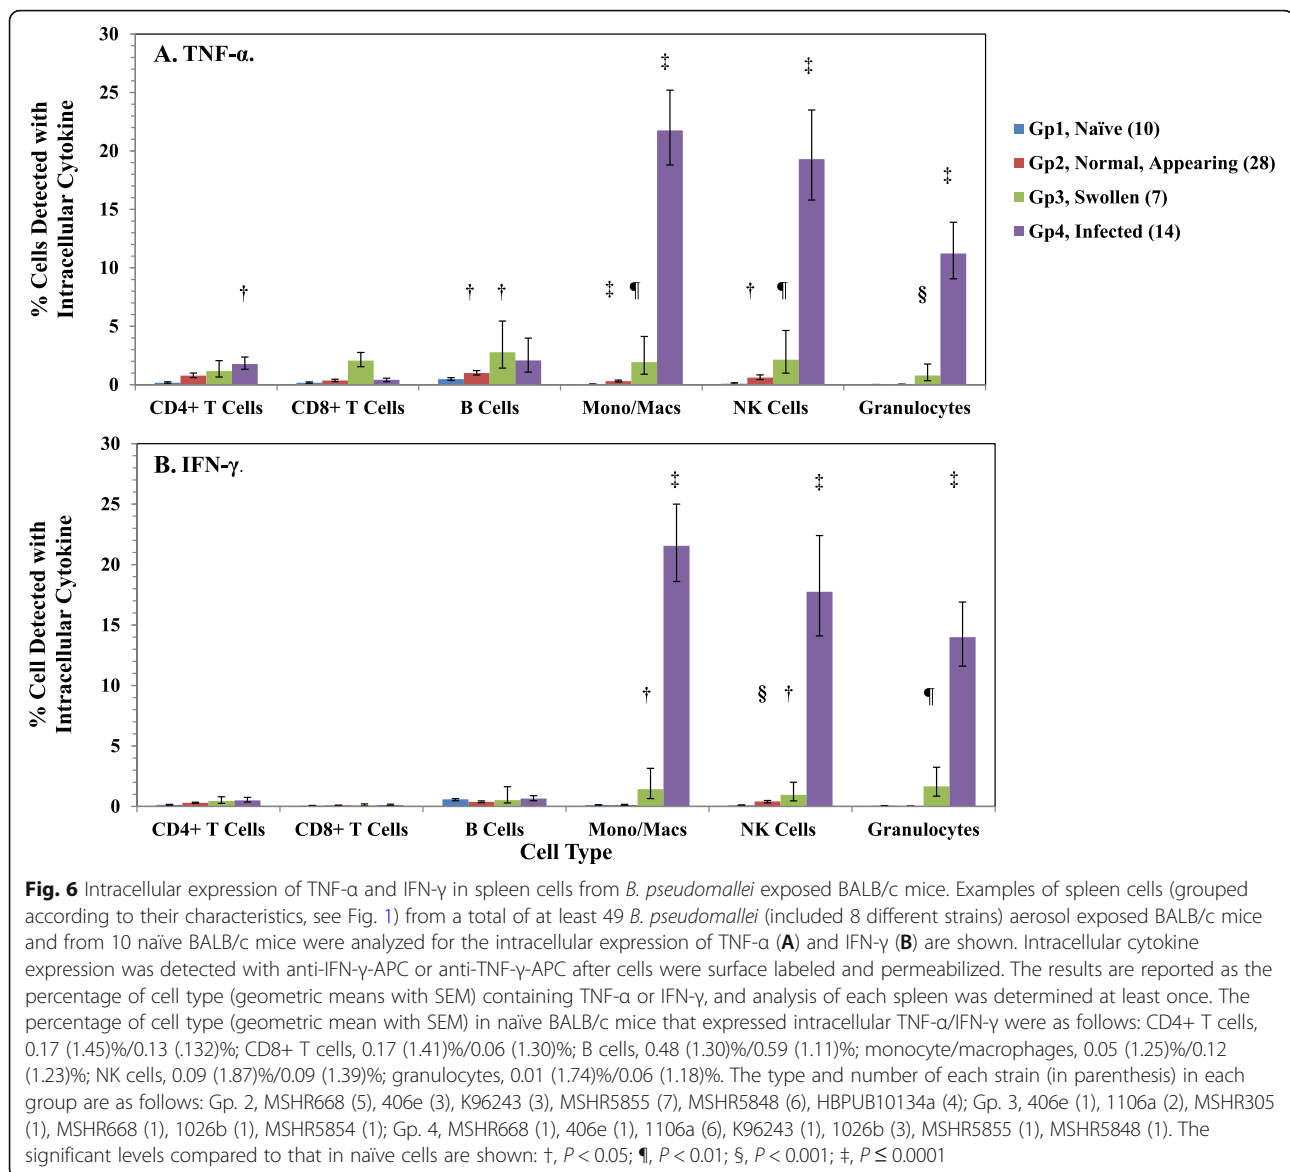 A. TNF-α.
30
25
20
15
10
5
0
% Cells Detected with
Intracellular Cytokine
‡
‡
‡
†
† †
‡ ¶
† ¶
§
CD4+ T Cells CD8+ T Cells B Cells Mono/Macs NK Cells Granulocytes
Gp1, Naïve (10)
Gp2, Normal, Appearing (28)
Gp3, Swollen (7)
Gp4, Infected (14)
B. IFN-γ.
30
25
20
15
10
5
0
% Cell Detected with
Intracellular Cytokine
‡
‡
‡
†
§ †
¶
CD4+ T Cells CD8+ T Cells B Cells Mono/Macs NK Cells Granulocytes
Cell Type
Fig. 6 Intracellular expression of TNF-α and IFN-γ in spleen cells from B. pseudomallei exposed BALB/c mice. Examples of spleen cells (grouped
according to their characteristics, see Fig. 1) from a total of at least 49 B. pseudomallei (included 8 different strains) aerosol exposed BALB/c mice
and from 10 naïve BALB/c mice were analyzed for the intracellular expression of TNF-α (A) and IFN-γ (B) are shown. Intracellular cytokine
expression was detected with anti-IFN-γ-APC or anti-TNF-γ-APC after cells were surface labeled and permeabilized. The results are reported as the
percentage of cell type (geometric means with SEM) containing TNF-α or IFN-γ, and analysis of each spleen was determined at least once. The
percentage of cell type (geometric mean with SEM) in naïve BALB/c mice that expressed intracellular TNF-α/IFN-γ were as follows: CD4+ T cells,
0.17 (1.45)%/0.13 (.132)%; CD8+ T cells, 0.17 (1.41)%/0.06 (1.30)%; B cells, 0.48 (1.30)%/0.59 (1.11)%; monocyte/macrophages, 0.05 (1.25)%/0.12
(1.23)%; NK cells, 0.09 (1.87)%/0.09 (1.39)%; granulocytes, 0.01 (1.74)%/0.06 (1.18)%. The type and number of each strain (in parenthesis) in each
group are as follows: Gp. 2, MSHR668 (5), 406e (3), K96243 (3), MSHR5855 (7), MSHR5848 (6), HBPUB10134a (4); Gp. 3, 406e (1), 1106a (2), MSHR305
(1), MSHR668 (1), 1026b (1), MSHR5854 (1); Gp. 4, MSHR668 (1), 406e (1), 1106a (6), K96243 (1), 1026b (3), MSHR5855 (1), MSHR5848 (1). The
significant levels compared to that in naïve cells are shown: †, P < 0.05; ¶, P < 0.01; §, P < 0.001; ‡, P ≤ 0.0001